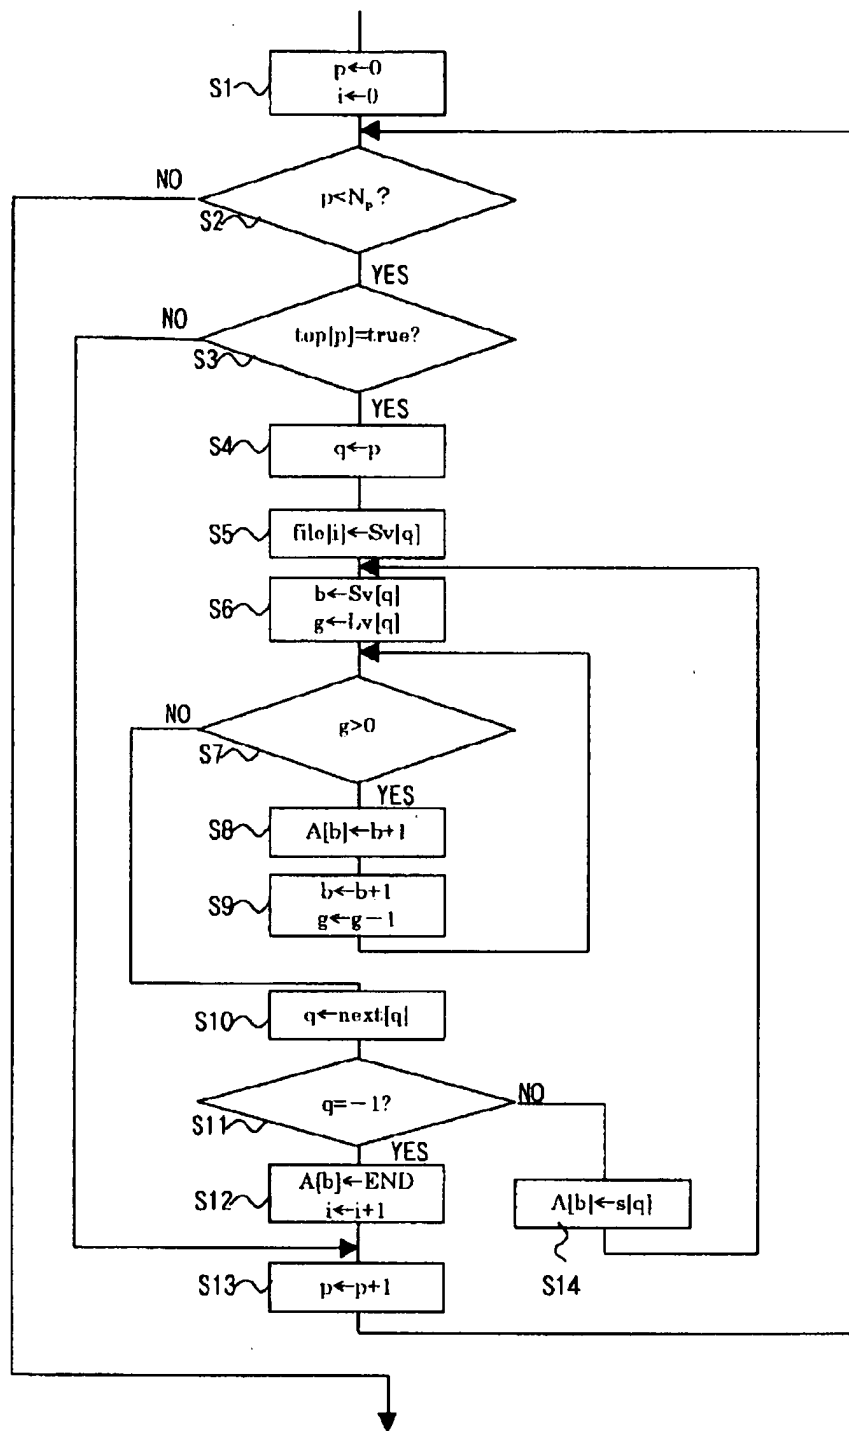 S1
p←0
i←0
NO
p<Np?
S2
YES
NO
top[p]=true?
S3
YES
S4
q←p
S5
file[i]←Sv[q]
S6
b←Sv[q]
g←Lv[q]
NO
g>0
S7
YES
S8
A[b]←b+1
S9
b←b+1
g←g−1
S10
q←next[q]
q=−1?
NO
S11
YES
S12
A[b]←END
i←i+1
A[b]←s[q]
S13
p←p+1
S14